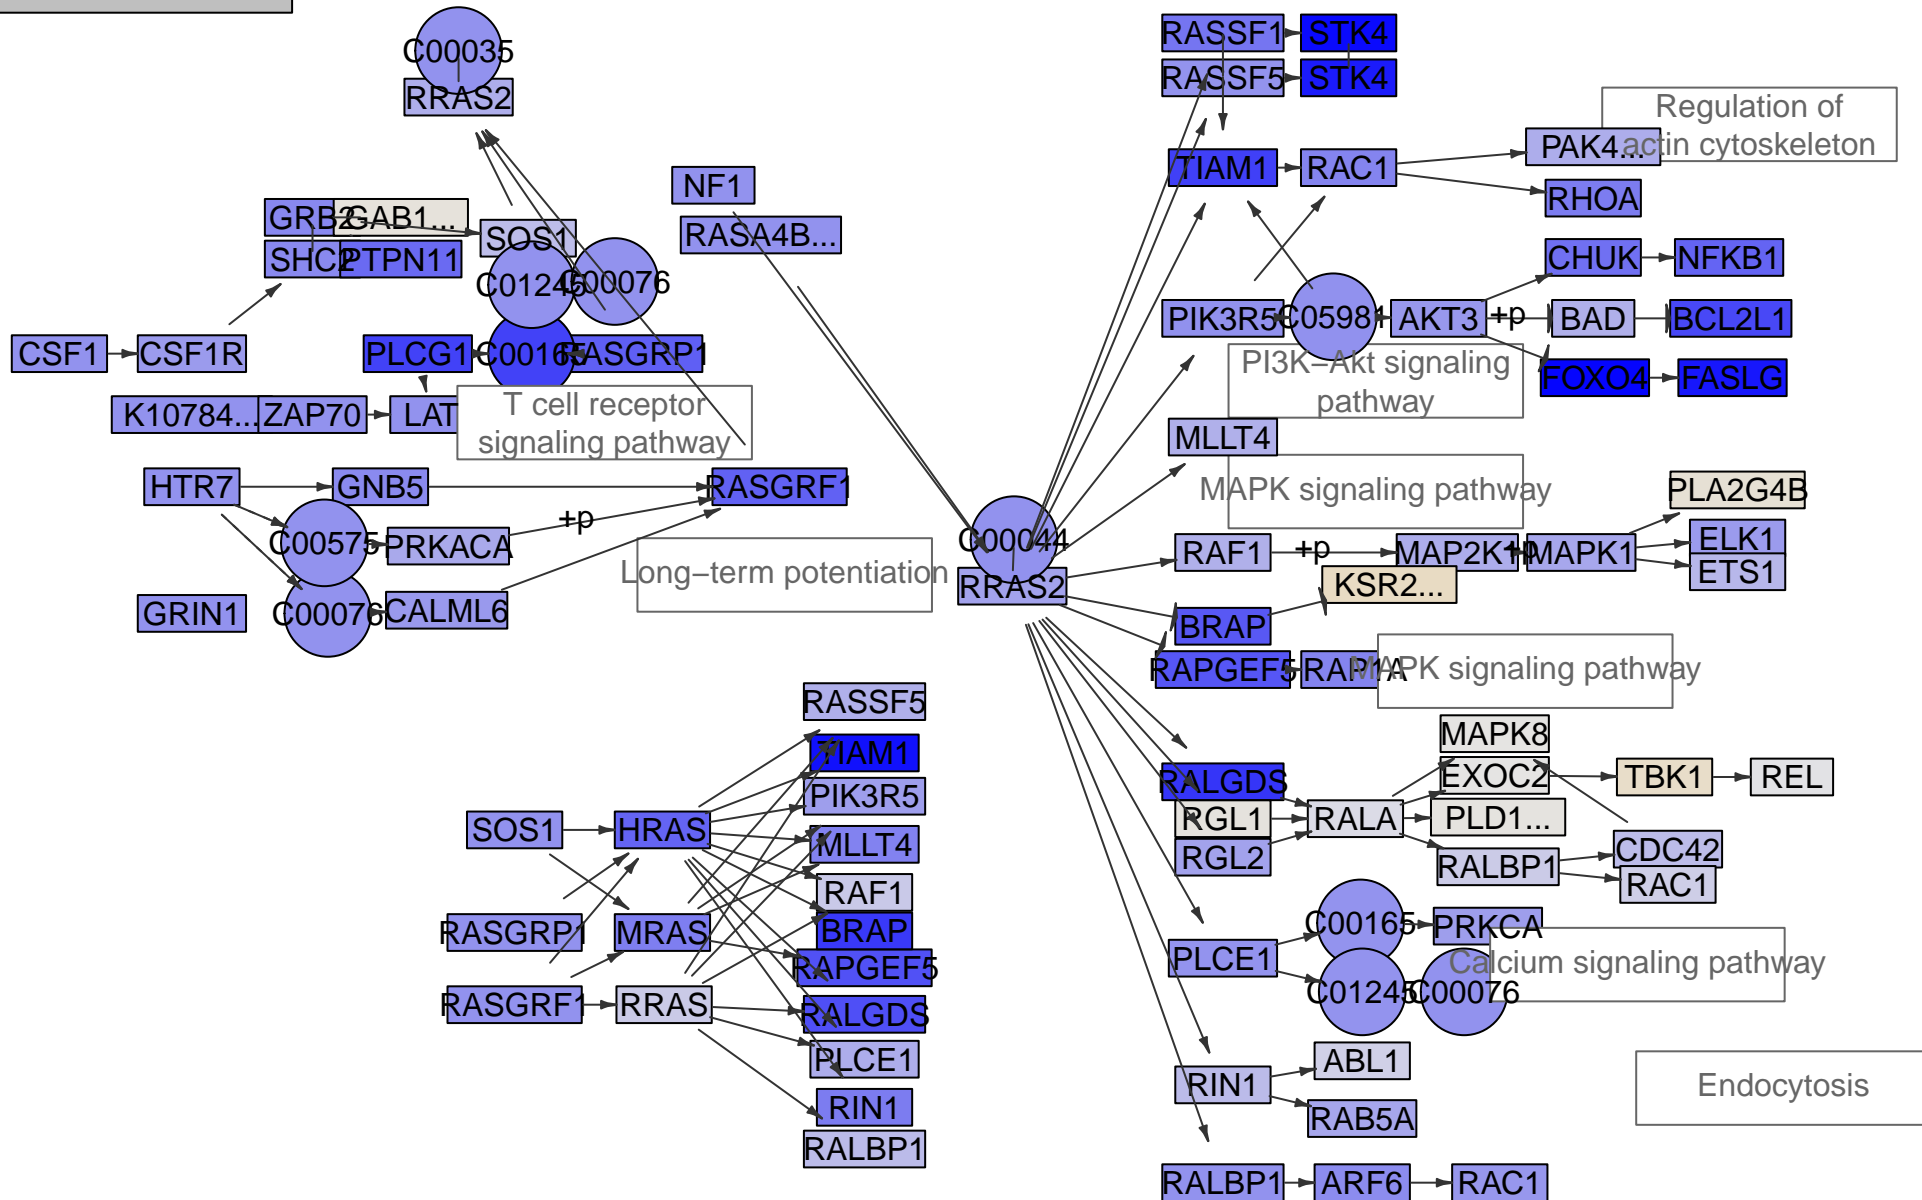 C00035
RRAS2
NF1
RASA4B...
GRB2
GAB1...
SOS1
SHC2
PTPN11
C01245
C00076
CSF1
CSF1R
PLCG1
C00165
RASGRP1
K10784...
ZAP70
LAT
T cell receptor
signaling pathway
HTR7
GNB5
RASGRF1
C00575
PRKACA
+p
Long–term potentiation
GRIN1
C00076
CALML6
C00044
RRAS2
RASSF1
STK4
RASSF5
STK4
Regulation of
actin cytoskeleton
PAK4...
TIAM1
RAC1
RHOA
CHUK
NFKB1
PIK3R5
C05981
AKT3
+p
BAD
BCL2L1
PI3K–Akt signaling
pathway
FOXO4
FASLG
MLLT4
MAPK signaling pathway
PLA2G4B
RAF1
+p
MAP2K1
+p
MAPK1
ELK1
ETS1
KSR2...
BRAP
RAPGEF5
RAP1A
MAPK signaling pathway
MAPK8
RALGDS
EXOC2
TBK1
REL
RGL1
RALA
PLD1...
RGL2
RALBP1
CDC42
RAC1
C00165
PRKCA
PLCE1
Calcium signaling pathway
C01245
C00076
RIN1
ABL1
RAB5A
Endocytosis
RALBP1
ARF6
RAC1
RASSF5
TIAM1
PIK3R5
SOS1
HRAS
MLLT4
RAF1
RASGRP1
MRAS
BRAP
RAPGEF5
RASGRF1
RRAS
RALGDS
PLCE1
RIN1
RALBP1